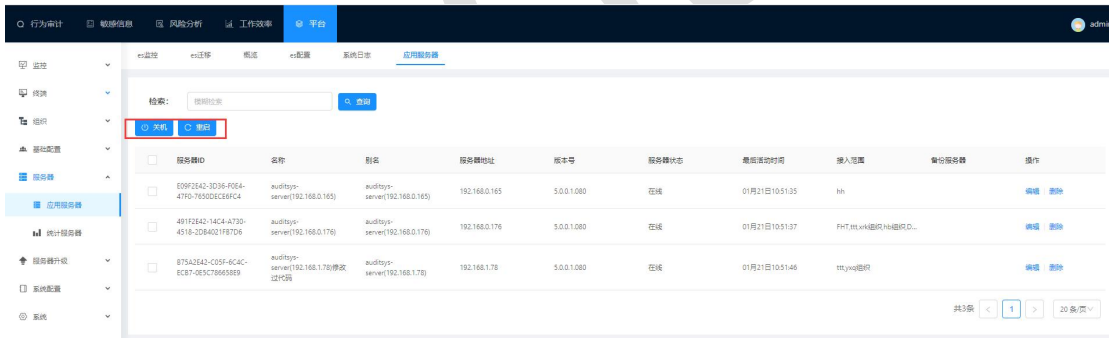 行为审计 敏感信息 风险分析 工作效率 平台 admin
es监控 es迁移 概览 es配置 系统日志 应用服务器
监控
终端
组织
基础配置
服务器
应用服务器
统计服务器
服务器升级
系统配置
系统
检索： 模糊检索 查询
关机 重启
服务器ID 名称 别名 服务器地址 版本号 服务器状态 最后活动时间 接入范围 备份服务器 操作
E09F2E42-3D36-F0E4-47F0-7650DECE6FC4 auditsys-server(192.168.0.165) auditsys-server(192.168.0.165) 192.168.0.165 5.0.0.1.080 在线 01月21日10:51:35 hh 编辑 删除
491F2E42-14C4-A730-4518-2DB4021FB7D6 auditsys-server(192.168.0.176) auditsys-server(192.168.0.176) 192.168.0.176 5.0.0.1.080 在线 01月21日10:51:37 FHT,ttt,xrk组织,hb组织,D... 编辑 删除
B75A2E42-C05F-6C4C-ECB7-0E5C786658E9 auditsys-server(192.168.1.78)修改过代码 auditsys-server(192.168.1.78) 192.168.1.78 5.0.0.1.080 在线 01月21日10:51:46 ttt,yxq组织 编辑 删除
共3条 < 1 > 20 条/页